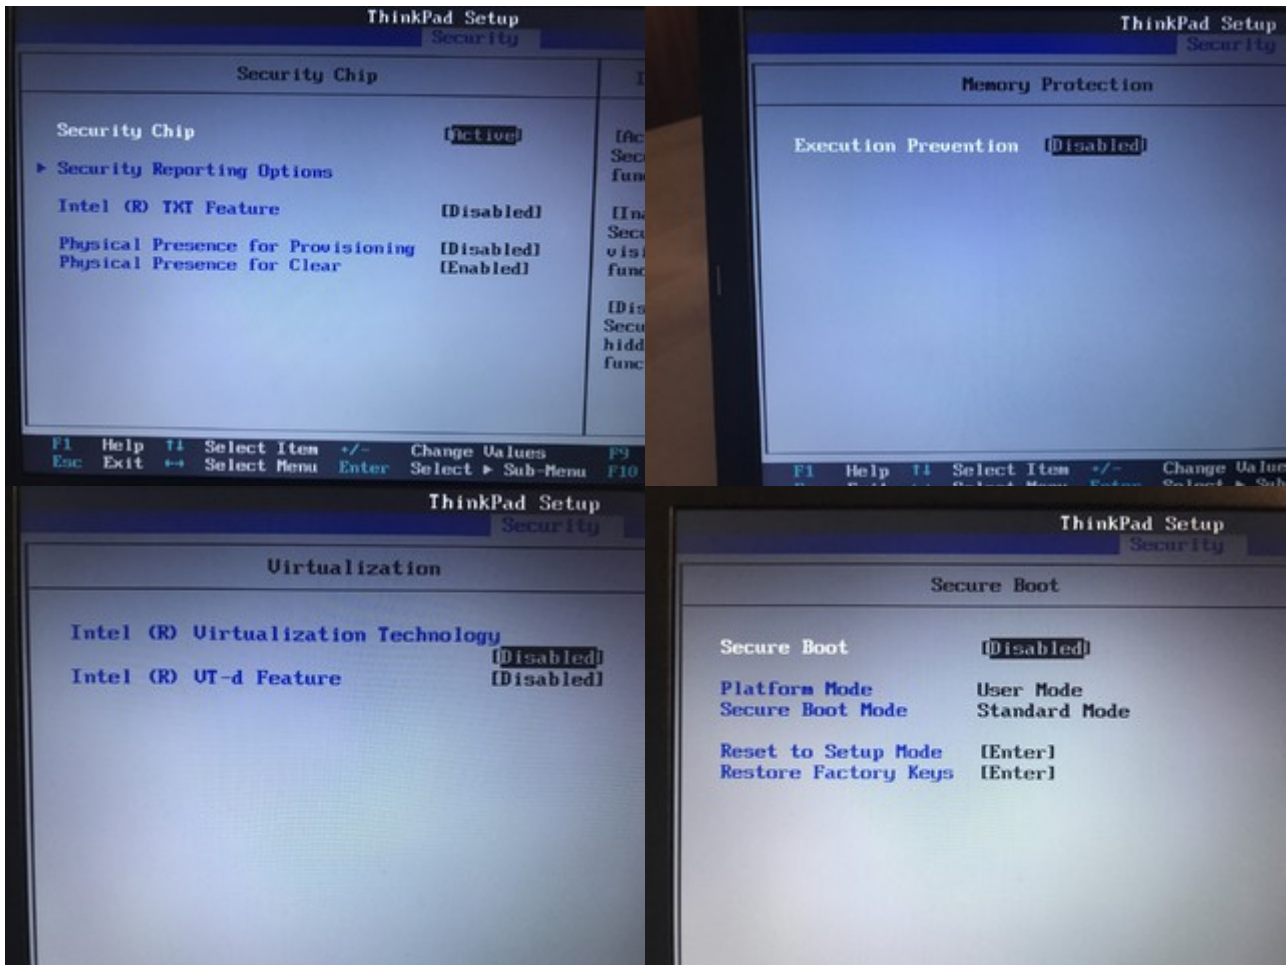 ThinkPad Setup
Security
Security Chip
Security Chip [Active]
► Security Reporting Options
Intel (R) TXT Feature [Disabled]
Physical Presence for Provisioning [Disabled]
Physical Presence for Clear [Enabled]
F1 Help ↑↓ Select Item +/- Change Values F9
Esc Exit ←→ Select Menu Enter Select ► Sub-Menu F10
ThinkPad Setup
Security
Memory Protection
Execution Prevention [Disabled]
F1 Help ↑↓ Select Item +/- Change Value
ThinkPad Setup
Security
Virtualization
Intel (R) Virtualization Technology
[Disabled]
Intel (R) VT-d Feature [Disabled]
ThinkPad Setup
Security
Secure Boot
Secure Boot [Disabled]
Platform Mode User Mode
Secure Boot Mode Standard Mode
Reset to Setup Mode [Enter]
Restore Factory Keys [Enter]